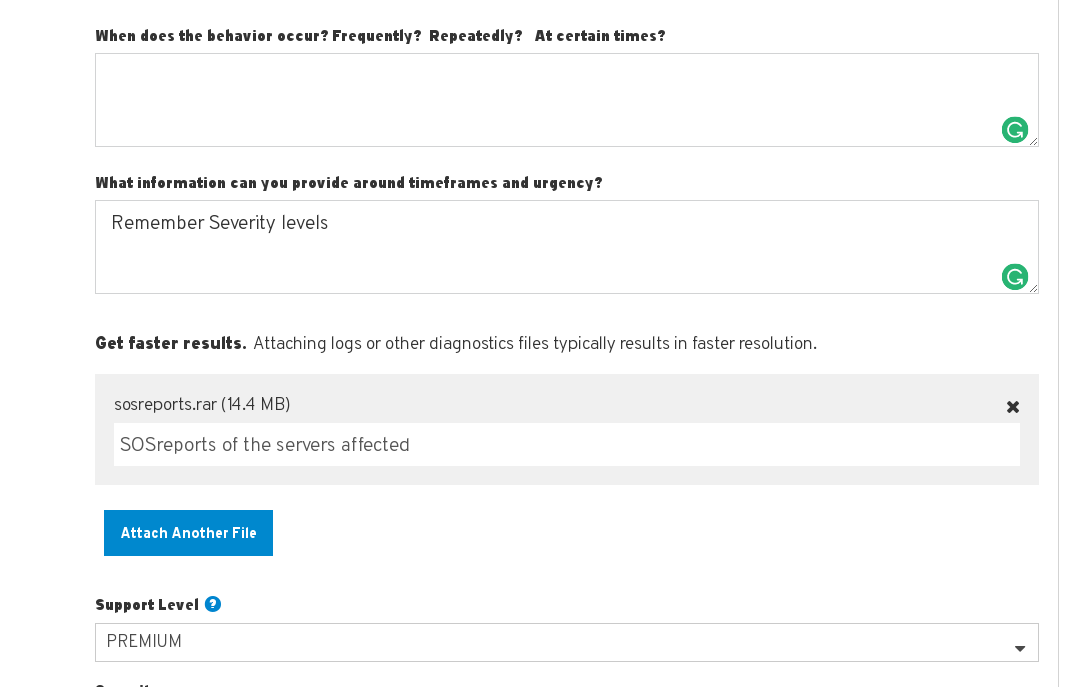 When does the behavior occur? Frequently? Repeatedly? At certain times?
What information can you provide around timeframes and urgency?
Remember Severity levels
Get faster results. Attaching logs or other diagnostics files typically results in faster resolution.
sosreports.rar (14.4 MB)
SOSreports of the servers affected
Attach Another File
Support Level ?
PREMIUM